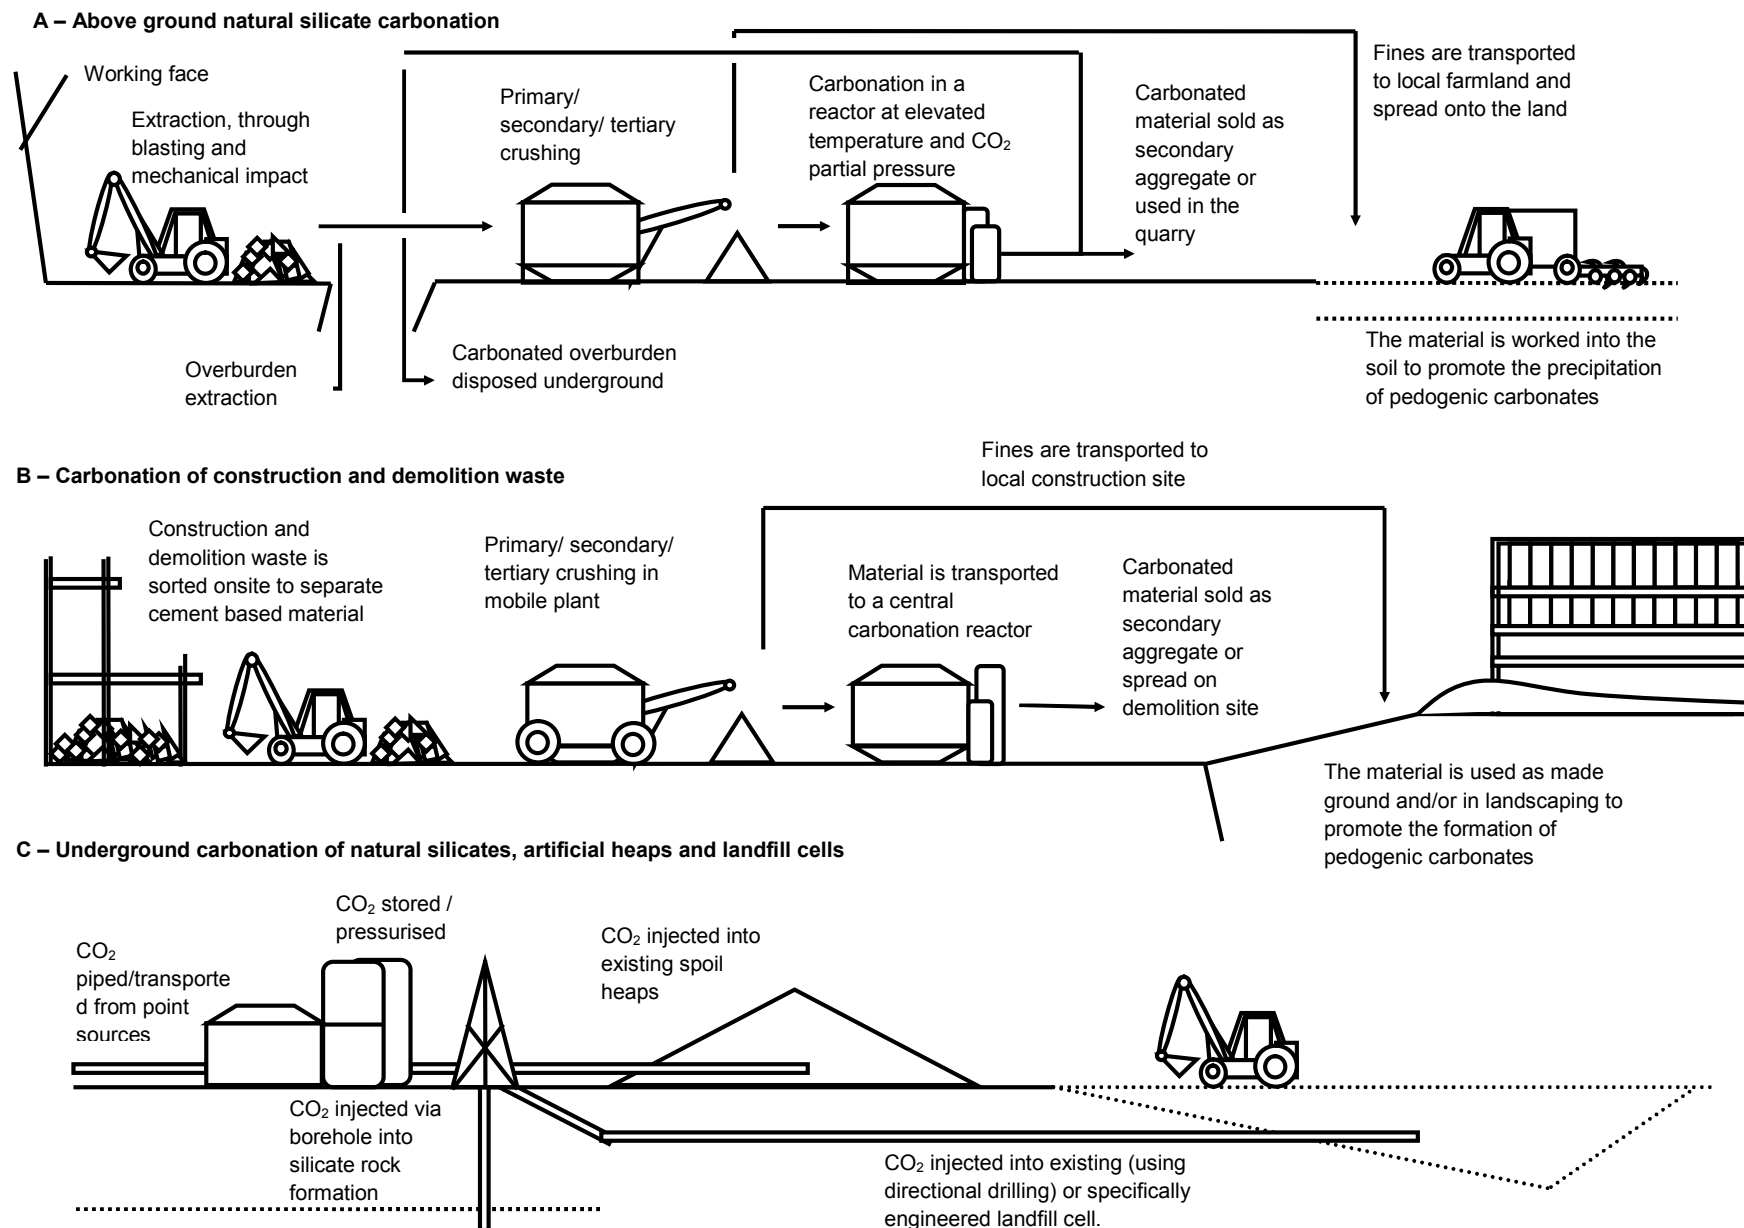 A – Above ground natural silicate carbonation
Working face
Extraction, through
blasting and
mechanical impact
Primary/
secondary/ tertiary
crushing
Carbonation in a
reactor at elevated
temperature and CO₂
partial pressure
Carbonated
material sold as
secondary
aggregate or
used in the
quarry
Fines are transported
to local farmland and
spread onto the land
Overburden
extraction
Carbonated overburden
disposed underground
The material is worked into the
soil to promote the precipitation
of pedogenic carbonates
B – Carbonation of construction and demolition waste
Fines are transported to
local construction site
Construction and
demolition waste is
sorted onsite to separate
cement based material
Primary/ secondary/
tertiary crushing in
mobile plant
Material is transported
to a central
carbonation reactor
Carbonated
material sold as
secondary
aggregate or
spread on
demolition site
The material is used as made
ground and/or in landscaping to
promote the formation of
pedogenic carbonates
C – Underground carbonation of natural silicates, artificial heaps and landfill cells
CO₂
piped/transporte
d from point
sources
CO₂ stored /
pressurised
CO₂ injected into
existing spoil
heaps
CO₂ injected via
borehole into
silicate rock
formation
CO₂ injected into existing (using
directional drilling) or specifically
engineered landfill cell.